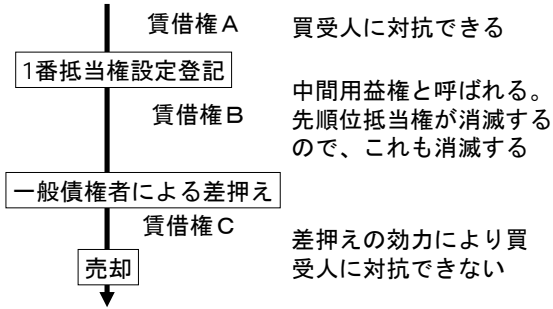 賃借権A
買受人に対抗できる
1番抵当権設定登記
賃借権B
中間用益権と呼ばれる。
先順位抵当権が消滅する
ので、これも消滅する
一般債権者による差押え
賃借権C
差押えの効力により買
受人に対抗できない
売却